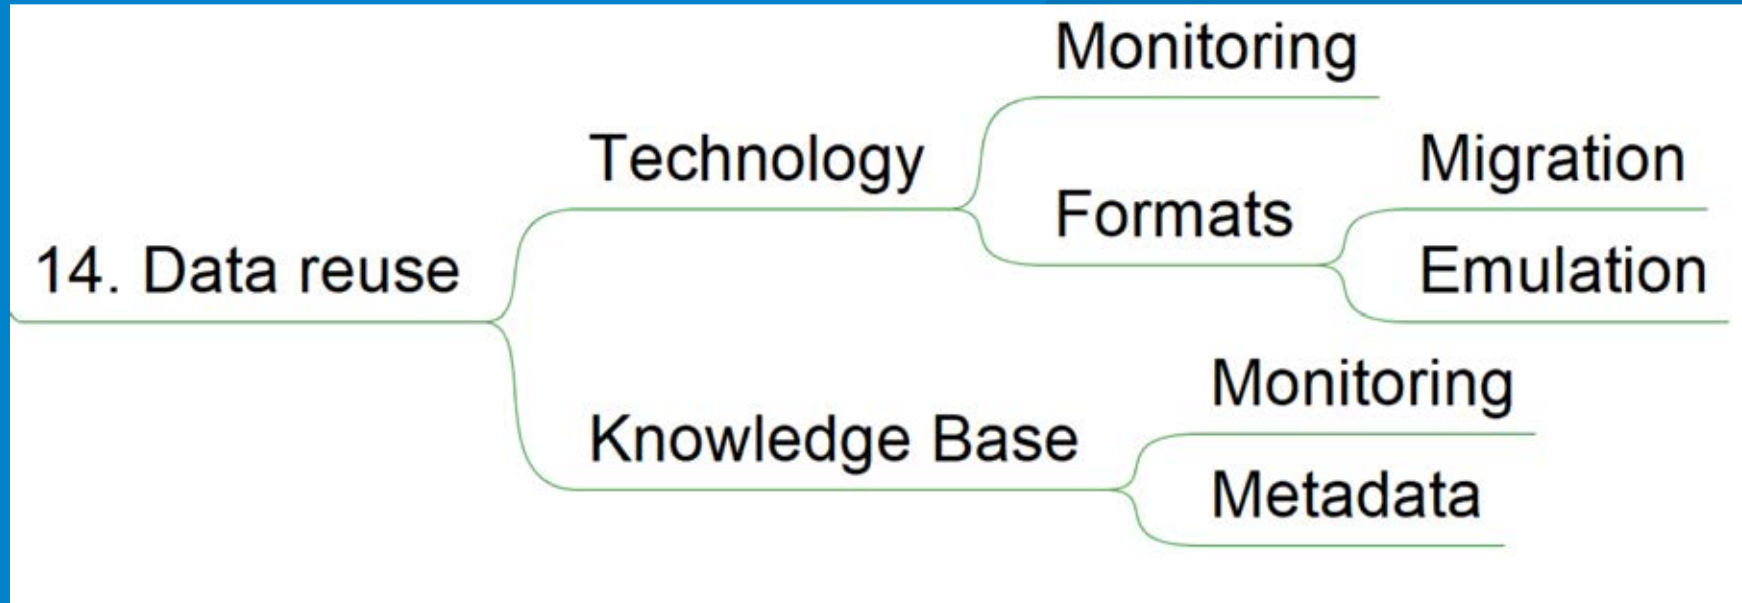 14. Data reuse
Technology
Monitoring
Formats
Migration
Emulation
Knowledge Base
Monitoring
Metadata